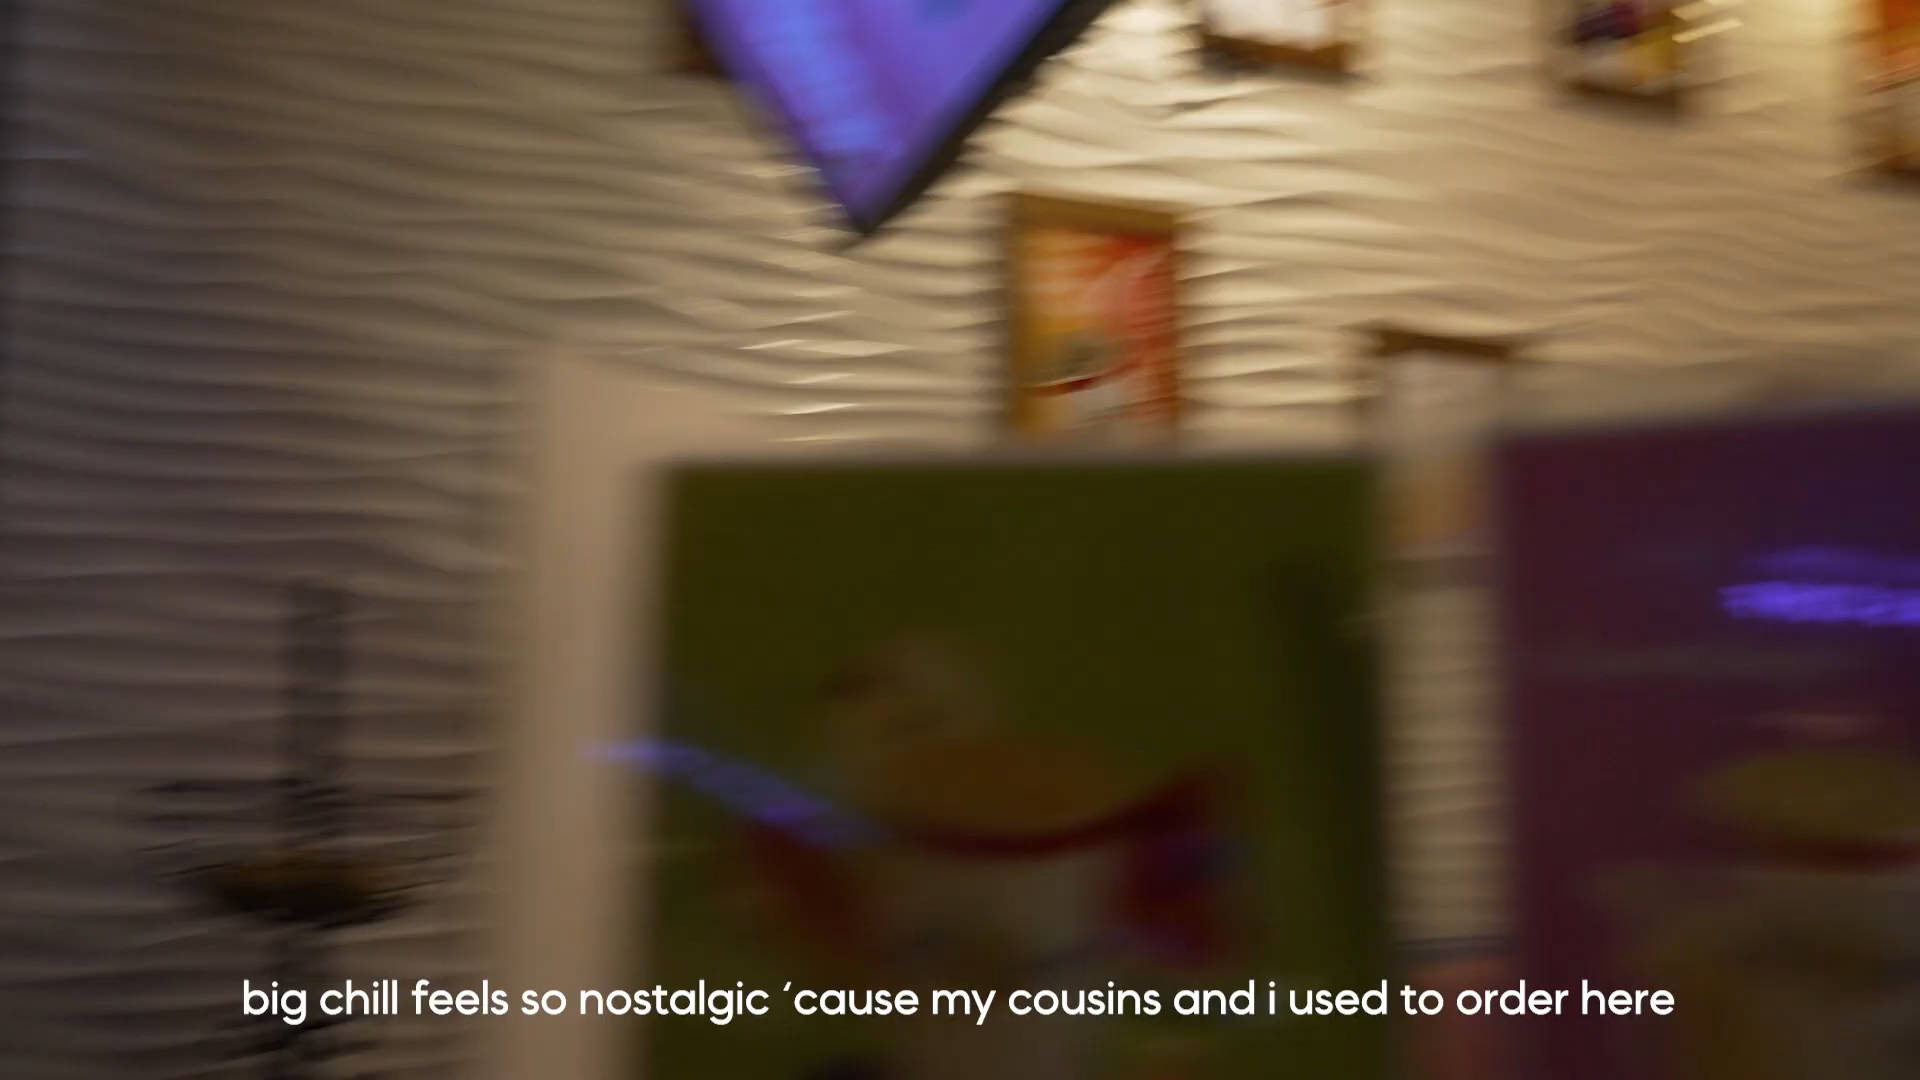 big chill feels so nostalgic ‘cause my cousins and i used to order here